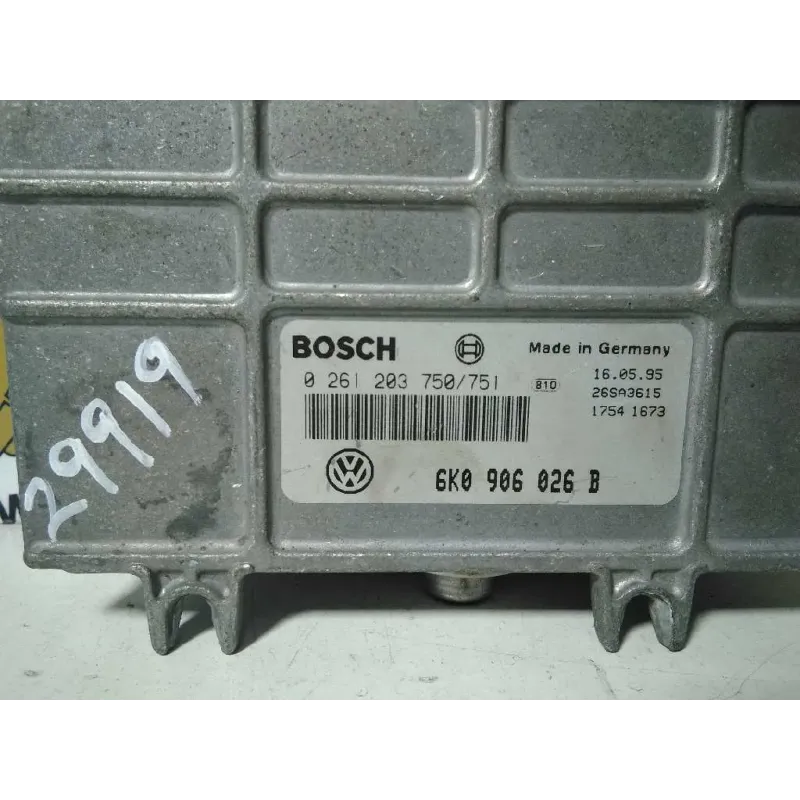 BOSCH
Made in Germany
0 261 203 750/751
810
16.05.95
26SA3615
1754 1673
6K0 906 026 B
29919